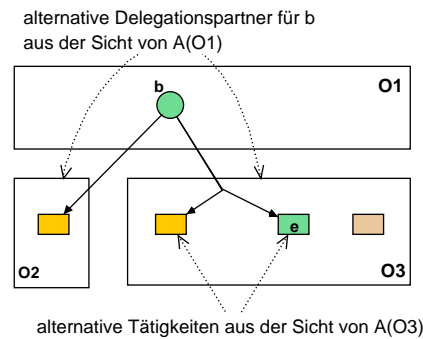 alternative Delegationspartner für b
aus der Sicht von A(O1)
b
O1
e
O2
O3
alternative Tätigkeiten aus der Sicht von A(O3)